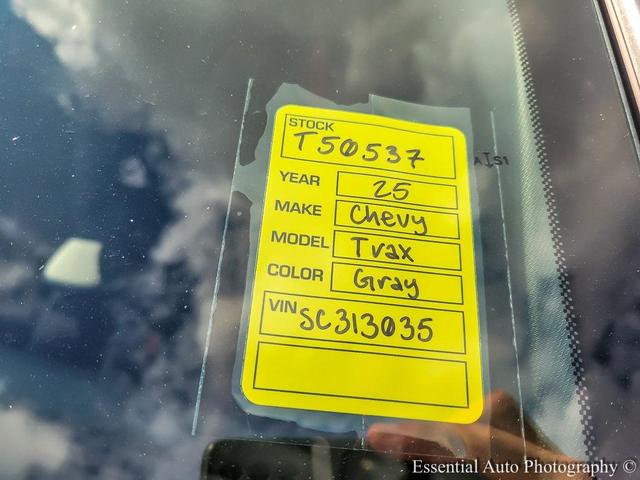 STOCK
T50537
YEAR 25
MAKE Chevy
MODEL Trax
COLOR Gray
VIN SC313035
Essential Auto Photography ©